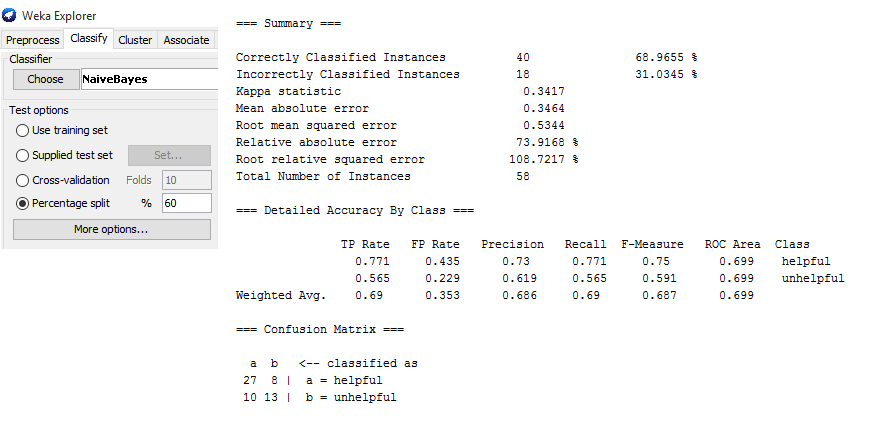 Weka Explorer
Preprocess Classify Cluster Associate
Classifier
Choose NaiveBayes
Test options
Use training set
Supplied test set Set...
Cross-validation Folds 10
Percentage split % 60
More options...
=== Summary ===
Correctly Classified Instances 40 68.9655 %
Incorrectly Classified Instances 18 31.0345 %
Kappa statistic 0.3417
Mean absolute error 0.3464
Root mean squared error 0.5344
Relative absolute error 73.9168 %
Root relative squared error 108.7217 %
Total Number of Instances 58
=== Detailed Accuracy By Class ===
TP Rate FP Rate Precision Recall F-Measure ROC Area Class
0.771 0.435 0.73 0.771 0.75 0.699 helpful
0.565 0.229 0.619 0.565 0.591 0.699 unhelpful
Weighted Avg. 0.69 0.353 0.686 0.69 0.687 0.699
=== Confusion Matrix ===
a b <-- classified as
27 8 | a = helpful
10 13 | b = unhelpful